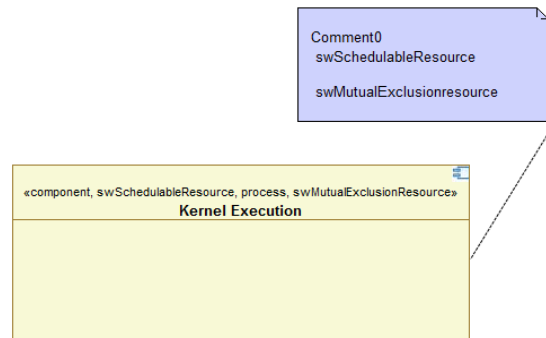 Comment0
swSchedulableResource
swMutualExclusionresource
«component, swSchedulableResource, process, swMutualExclusionResource»
Kernel Execution